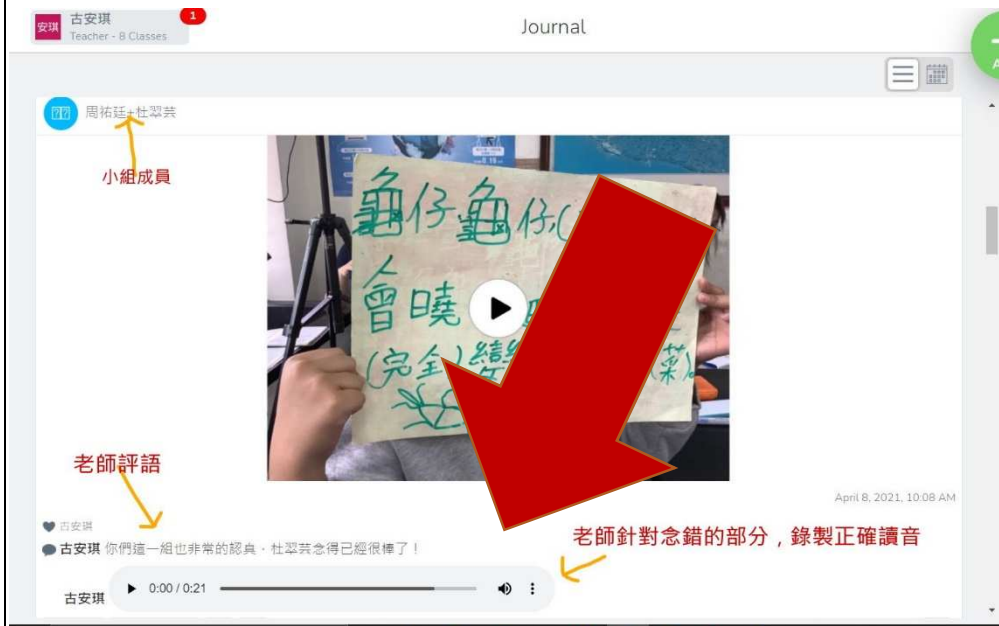 安琪
古安琪
1
Teacher - 8 Classes
Journal
周祐廷+杜翠芸
小組成員
龜仔龜仔,(
會曉
(完全)變
菜)。
老師評語
April 8, 2021, 10:08 AM
古安琪
古安琪 你們這一組也非常的認真，杜翠芸念得已經很棒了！
老師針對念錯的部分，錄製正確讀音
古安琪
0:00 / 0:21